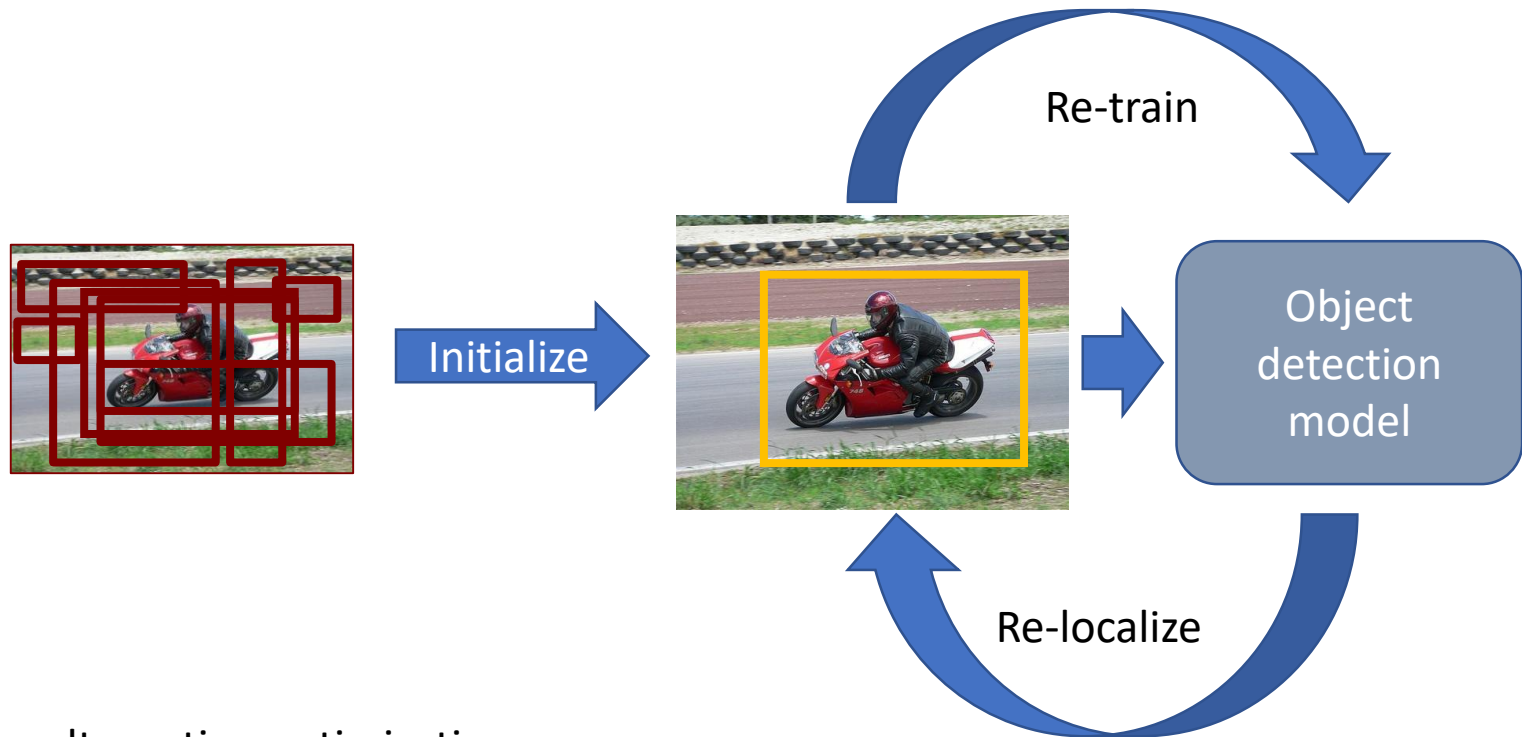 Re-train
Initialize
Object
detection
model
Re-localize